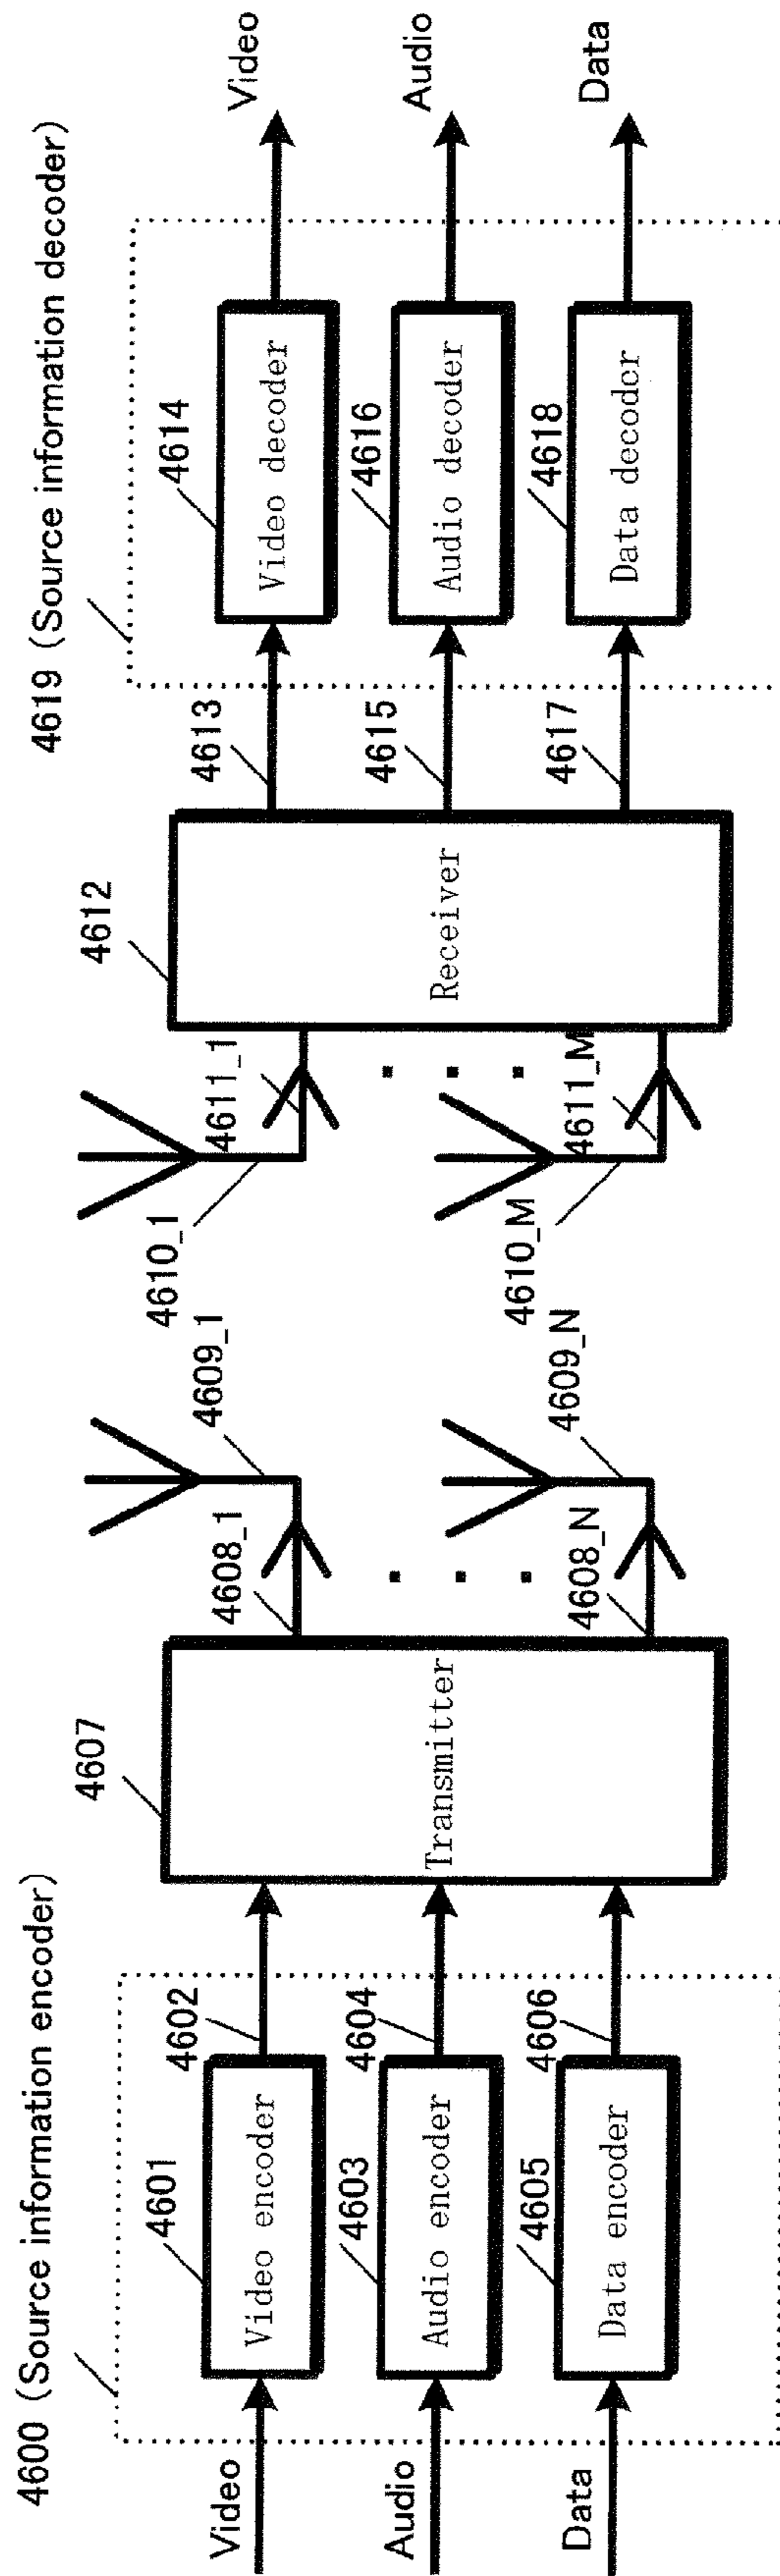 4600 (Source information encoder)
Video
4601
Video encoder
4602
Audio
4603
Audio encoder
4604
Data
4605
Data encoder
4606
4607
Transmitter
4608_1
4609_1
4608_N
4609_N
4610_1
4611_1
4610_M
4611_M
4612
Receiver
4613
4615
4617
4619 (Source information decoder)
4614
Video decoder
Video
4616
Audio decoder
Audio
4618
Data decoder
Data